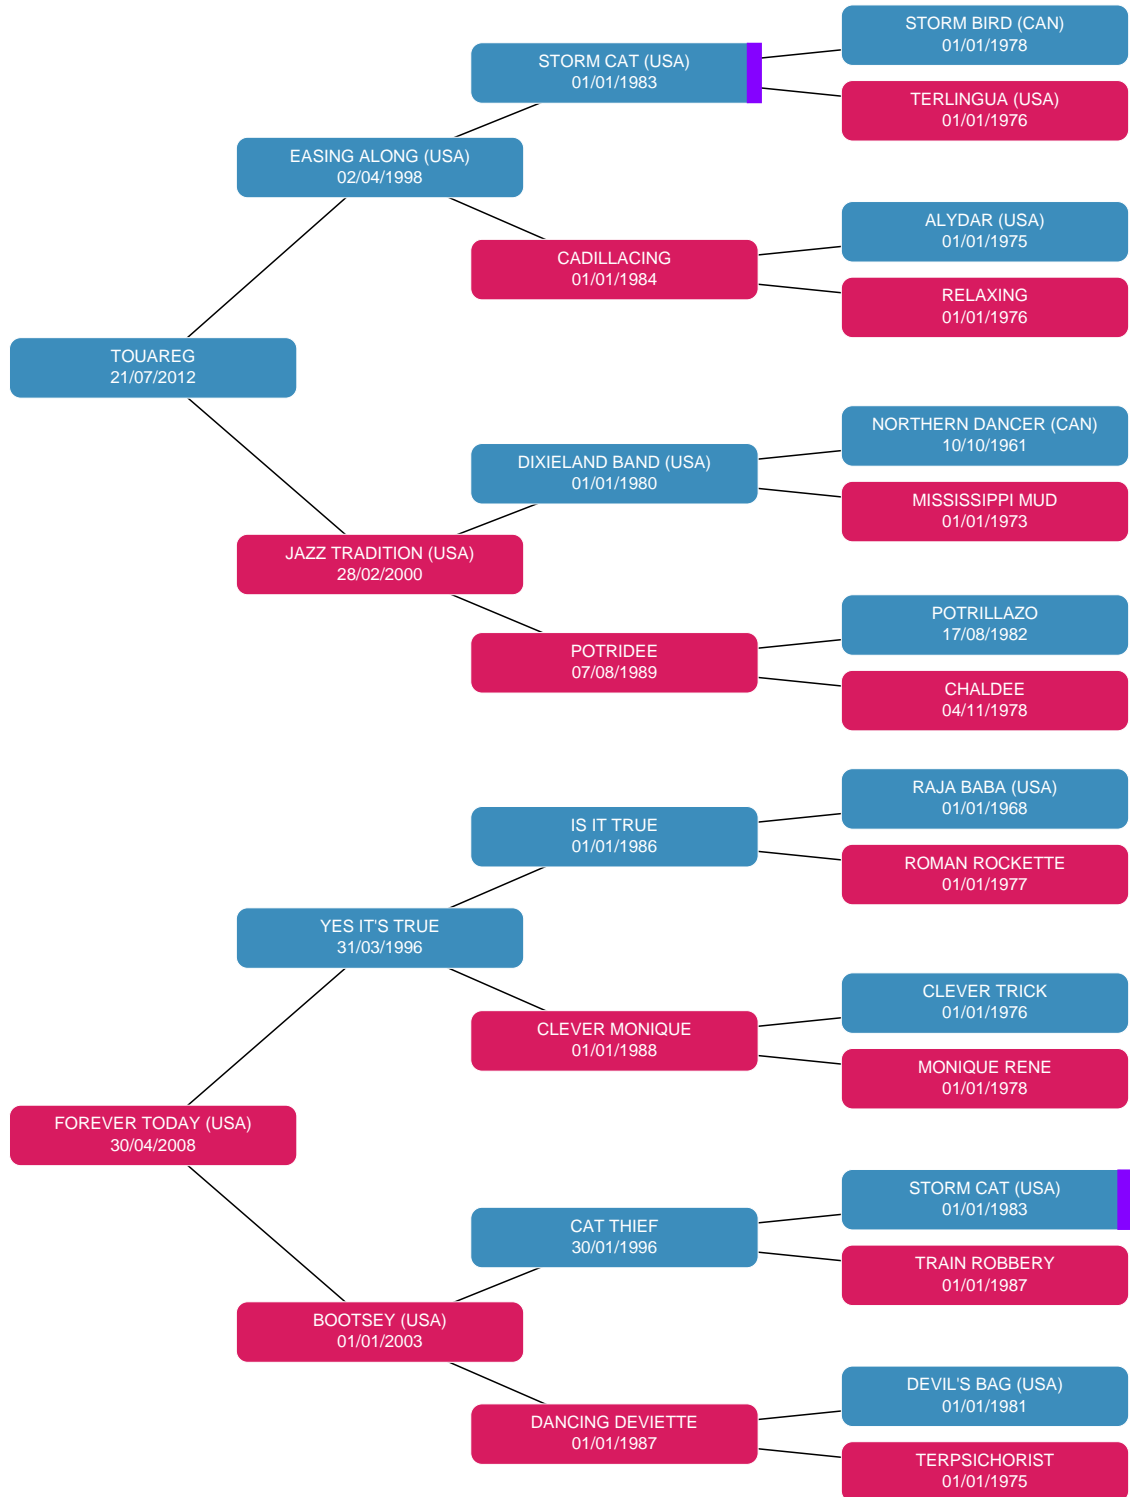 STORM BIRD (CAN)
01/01/1978
STORM CAT (USA)
01/01/1983
TERLINGUA (USA)
01/01/1976
EASING ALONG (USA)
02/04/1998
ALYDAR (USA)
01/01/1975
CADILLACING
01/01/1984
RELAXING
01/01/1976
TOUAREG
21/07/2012
NORTHERN DANCER (CAN)
10/10/1961
DIXIELAND BAND (USA)
01/01/1980
MISSISSIPPI MUD
01/01/1973
JAZZ TRADITION (USA)
28/02/2000
POTRILLAZO
17/08/1982
POTRIDEE
07/08/1989
CHALDEE
04/11/1978
RAJA BABA (USA)
01/01/1968
IS IT TRUE
01/01/1986
ROMAN ROCKETTE
01/01/1977
YES IT'S TRUE
31/03/1996
CLEVER TRICK
01/01/1976
CLEVER MONIQUE
01/01/1988
MONIQUE RENE
01/01/1978
FOREVER TODAY (USA)
30/04/2008
STORM CAT (USA)
01/01/1983
CAT THIEF
30/01/1996
TRAIN ROBBERY
01/01/1987
BOOTSEY (USA)
01/01/2003
DEVIL'S BAG (USA)
01/01/1981
DANCING DEVIETTE
01/01/1987
TERPSICHORIST
01/01/1975